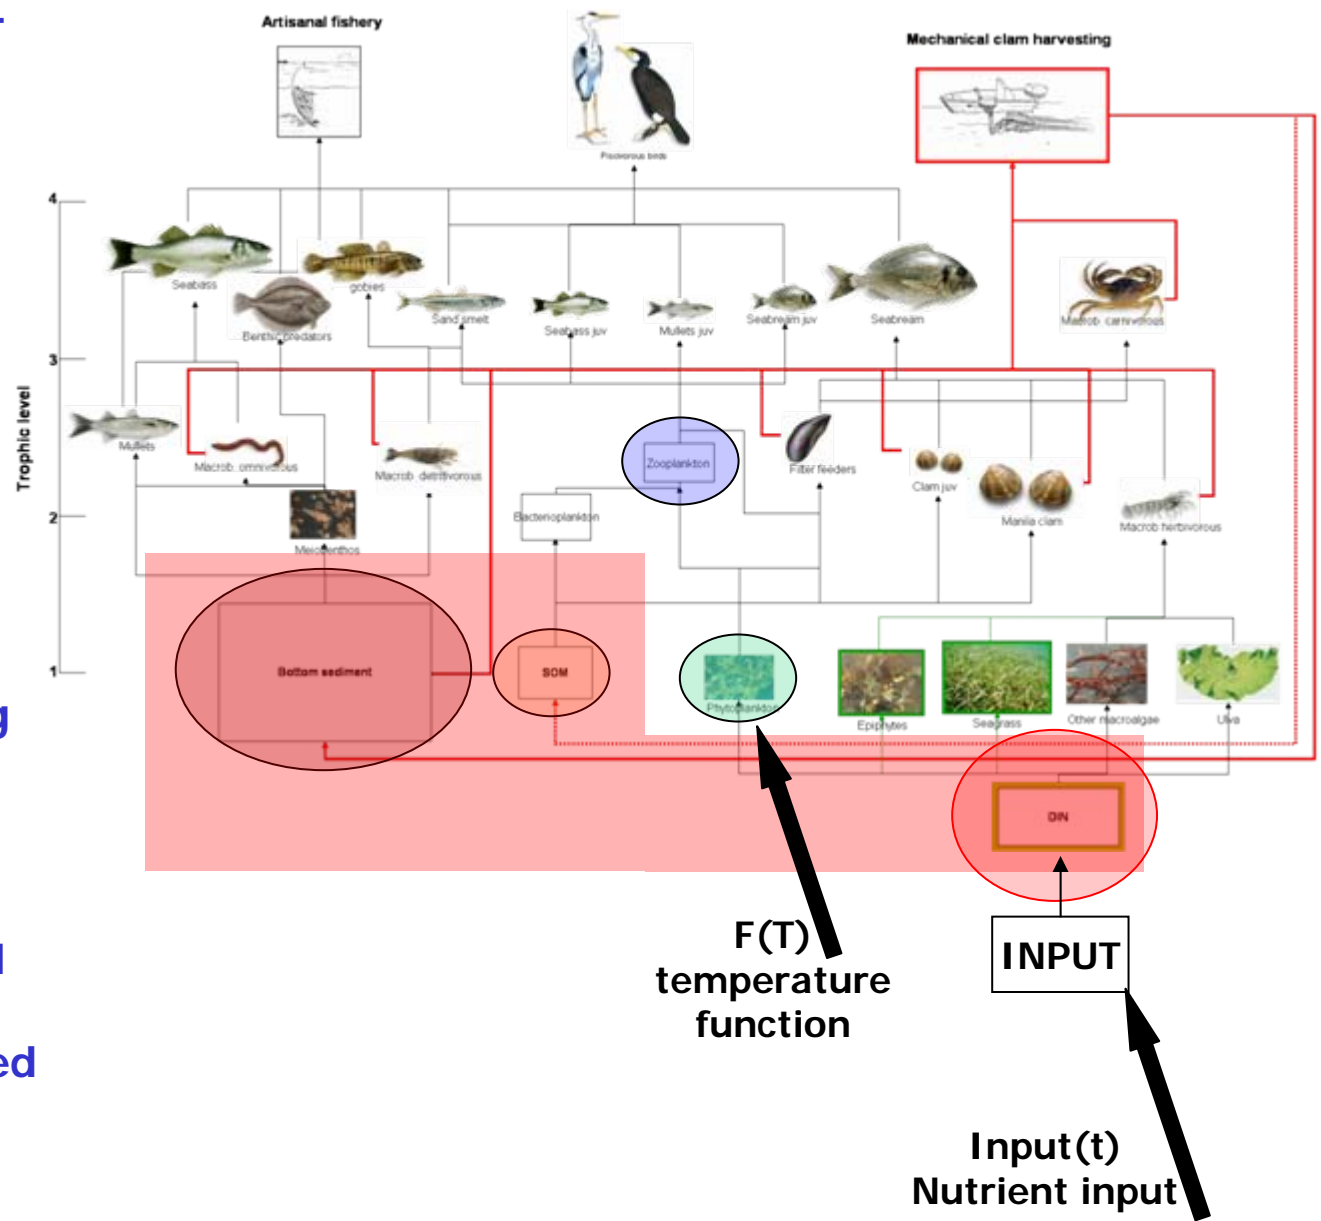 Artisanal fishery
Mechanical clam harvesting
Piscivorous birds
4
Seabass
gobies
Benthic predators
Sand smelt
Seabass juv
Mullets juv
Seabream juv
Seabream
Macrob. carnivorous
3
Trophic level
Mullets
Macrob. omnivorous
Macrob. detritivorous
Zooplankton
Filter feeders
Clam juv
Manila clam
Macrob herbivorous
2
Bacterioplankton
Meiobenthos
1
Bottom sediment
SOM
Phytoplankton
Epiphytes
Seagrass
Other macroalgae
Ulva
g
DIN
F(T)
temperature
function
INPUT
d
ed
Input(t)
Nutrient input